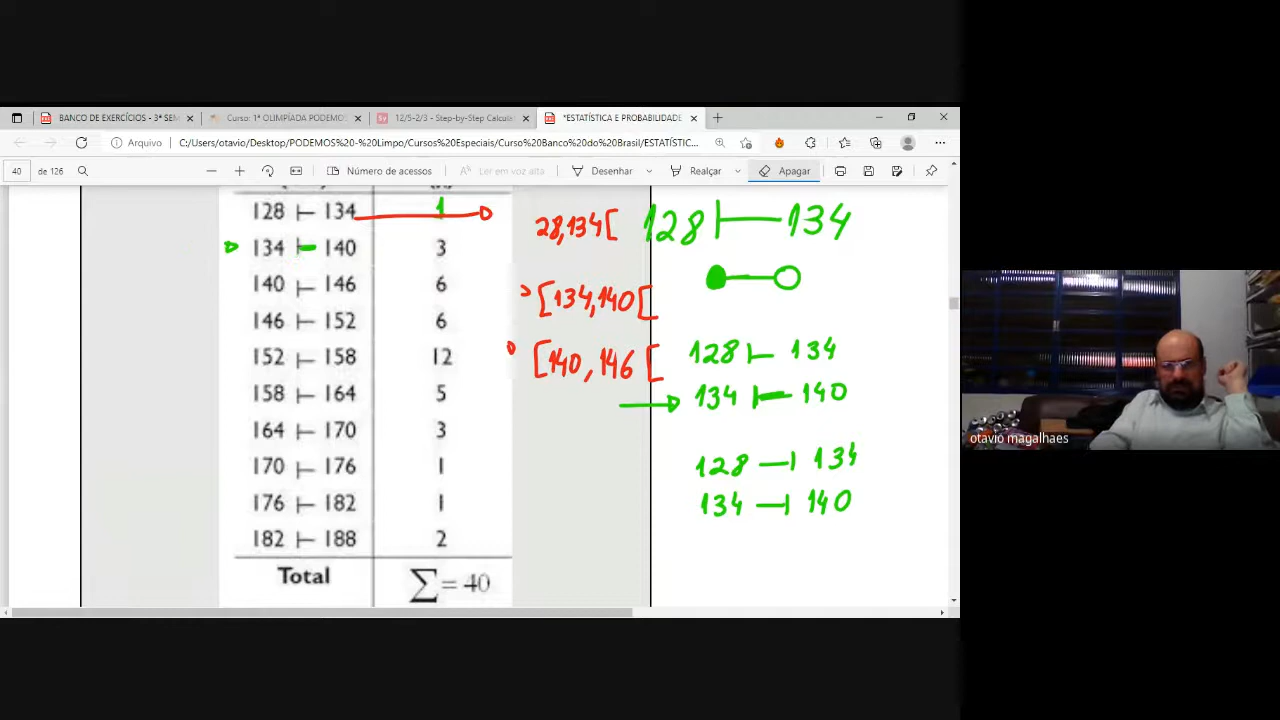 BANCO DE EXERCÍCIOS - 3ª SEM
Curso: 1ª OLIMPÍADA PODEMOS
12/5-2/3 - Step-by-Step Calcula
*ESTATÍSTICA E PROBABILIDADE
Arquivo | C:/Users/otavio/Desktop/PODEMOS%20-%20Limpo/Cursos%20Especiais/Curso%20Banco%20do%20Brasil/ESTATÍSTIC...
40 de 126
Número de acessos
Ler em voz alta
Desenhar
Realçar
Apagar
128 ⊢ 134 1
134 ⊢ 140 3
140 ⊢ 146 6
146 ⊢ 152 6
152 ⊢ 158 12
158 ⊢ 164 5
164 ⊢ 170 3
170 ⊢ 176 1
176 ⊢ 182 1
182 ⊢ 188 2
Total ∑ = 40
28,134[
[134,140[
[140,146[
128 ⊢ 134
128 ⊢ 134
134 ⊢ 140
128 ⊣ 134
134 ⊣ 140
otavio magalhaes